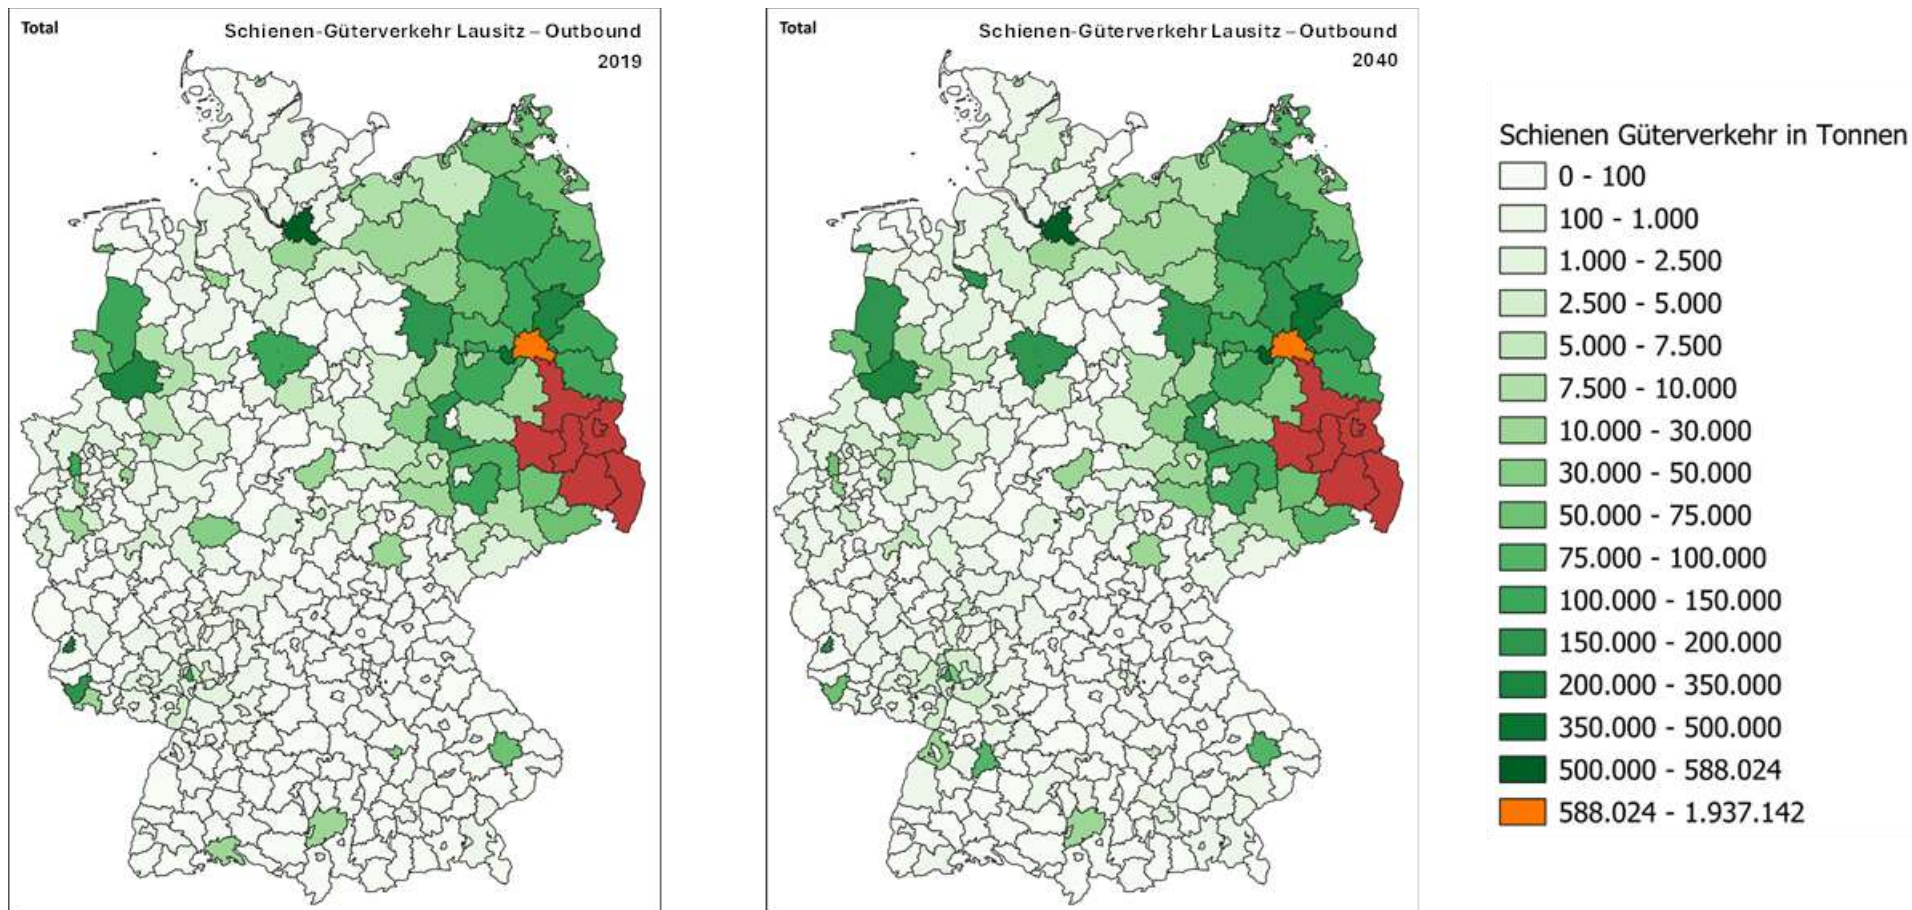 Total
Schienen-Güterverkehr Lausitz – Outbound
2019
Total
Schienen-Güterverkehr Lausitz – Outbound
2040
Schienen Güterverkehr in Tonnen
0 - 100
100 - 1.000
1.000 - 2.500
2.500 - 5.000
5.000 - 7.500
7.500 - 10.000
10.000 - 30.000
30.000 - 50.000
50.000 - 75.000
75.000 - 100.000
100.000 - 150.000
150.000 - 200.000
200.000 - 350.000
350.000 - 500.000
500.000 - 588.024
588.024 - 1.937.142